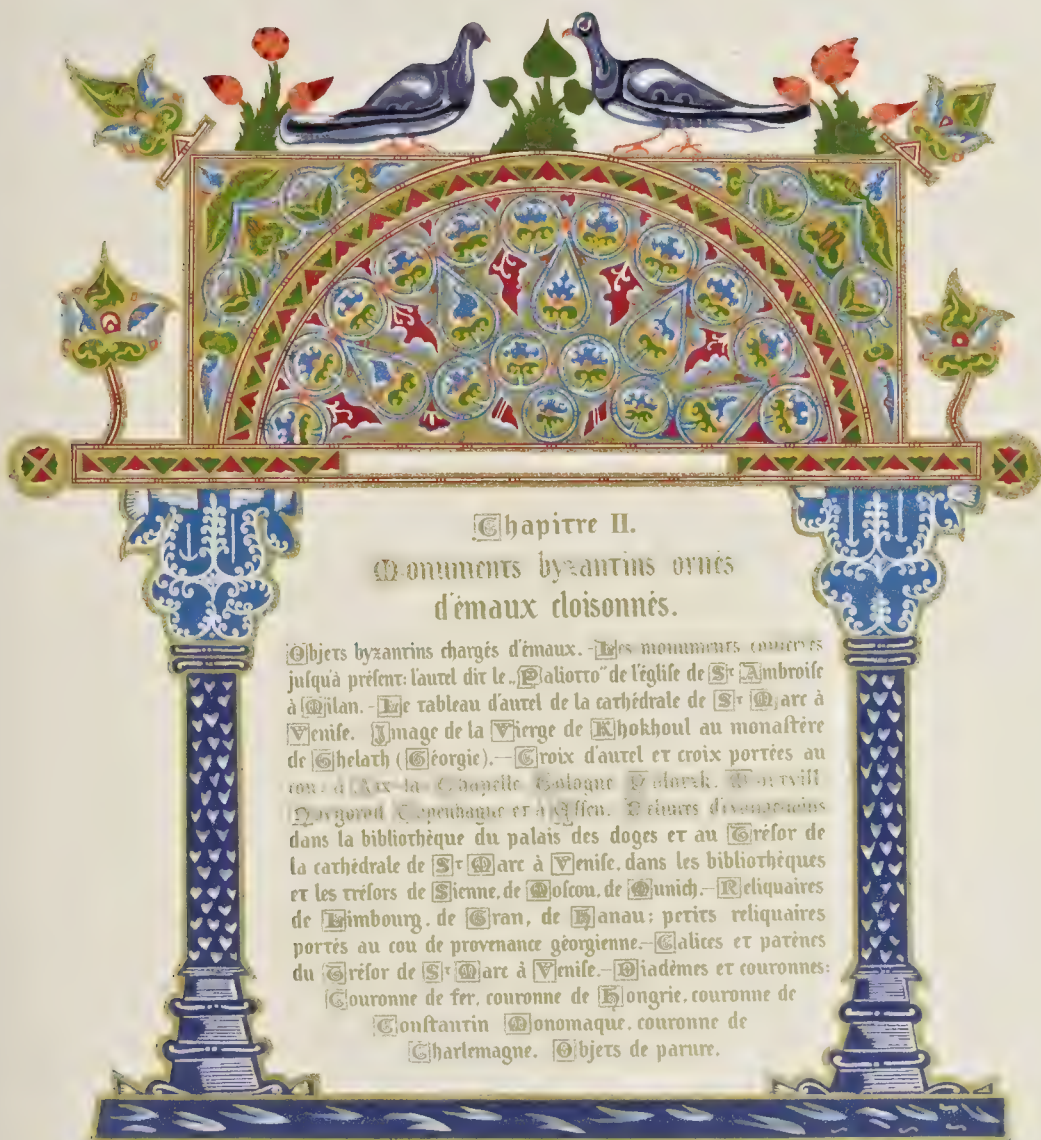 Chapitre II.
Monuments byzantins ornés
d'émaux cloisonnés.
Objets byzantins chargés d'émaux. - Les monuments
juſqu'à préſent: l'autel dit le „Paliotto" de l'égliſe de Sᵗ Ambroiſe
à Milan. - Le tableau d'autel de la cathédrale de Sᵗ Marc à
Veniſe. Image de la Vierge de Khokhoul au monaſtère
de Ghelath (Géorgie). — Croix d'autel et croix portées au
cou: à Aix-la-Chapelle, Cologne
Copenhague et à
dans la bibliothèque du palais des doges et au Tréſor de
la cathédrale de Sᵗ Marc à Veniſe, dans les bibliothèques
et les tréſors de Sienne, de Moſcou, de Munich. — Reliquaires
de Limbourg, de Gran, de Hanau: petits reliquaires
portés au cou de provenance géorgienne. — Calices et patènes
du Tréſor de Sᵗ Marc à Veniſe. — Diadèmes et couronnes:
Couronne de fer, couronne de Hongrie, couronne de
Conſtantin Monomaque, couronne de
Charlemagne. Objets de parure.